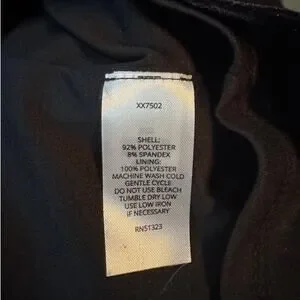 XX7502
SHELL:
92% POLYESTER
8% SPANDEX
LINING:
100% POLYESTER
MACHINE WASH COLD
GENTLE CYCLE
DO NOT USE BLEACH
TUMBLE DRY LOW
USE LOW IRON
IF NECESSARY
RN51323